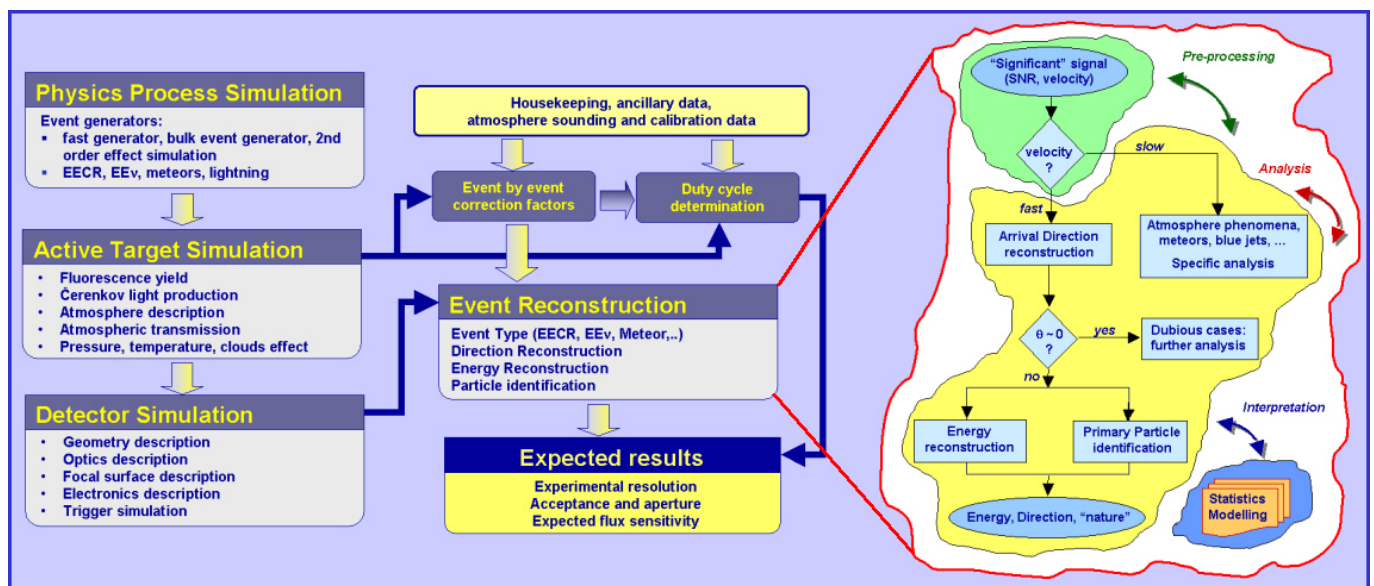 Physics Process Simulation
Event generators:
▪ fast generator, bulk event generator, 2nd
order effect simulation
▪ EECR, EEν, meteors, lightning
Active Target Simulation
• Fluorescence yield
• Čerenkov light production
• Atmosphere description
• Atmospheric transmission
• Pressure, temperature, clouds effect
Detector Simulation
• Geometry description
• Optics description
• Focal surface description
• Electronics description
• Trigger simulation
Housekeeping, ancillary data,
atmosphere sounding and calibration data
Event by event
correction factors
Duty cycle
determination
Event Reconstruction
Event Type (EECR, EEν, Meteor,..)
Direction Reconstruction
Energy Reconstruction
Particle identification
Expected results
Experimental resolution
Acceptance and aperture
Expected flux sensitivity
“Significant” signal
(SNR, velocity)
Pre-processing
velocity
?
slow
fast
Analysis
Arrival Direction
reconstruction
Atmosphere phenomena,
meteors, blue jets, ...
Specific analysis
θ ~ 0
?
yes
Dubious cases:
further analysis
no
Energy
reconstruction
Primary Particle
identification
Interpretation
Energy, Direction, “nature”
Statistics
Modelling